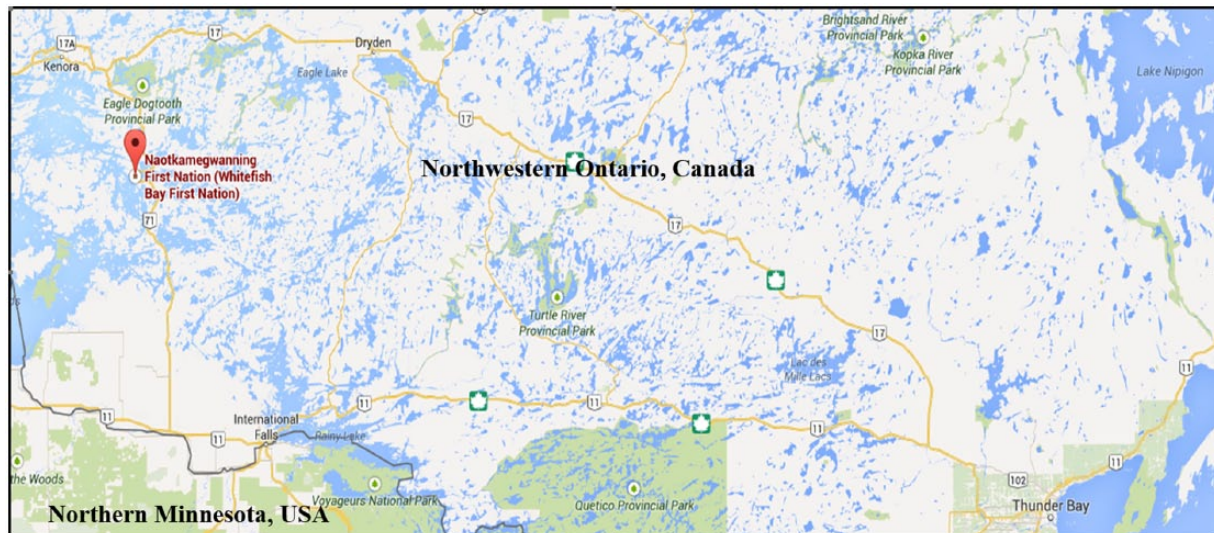 Brightsand River
Provincial Park
17A
17
Dryden
Kopka River
Provincial Park
Kenora
Eagle Lake
Lake Nipigon
Eagle Dogtooth
Provincial Park
17
Naotkamegwanning
First Nation (Whitefish
Bay First Nation)
Northwestern Ontario, Canada
71
17
Turtle River
Provincial Park
17
Lac des
Mille Lacs
11
11
11
11
International
Falls
11
Rainy Lake
11
11
the Woods
Voyageurs National Park
Quetico Provincial Park
102
Thunder Bay
Northern Minnesota, USA